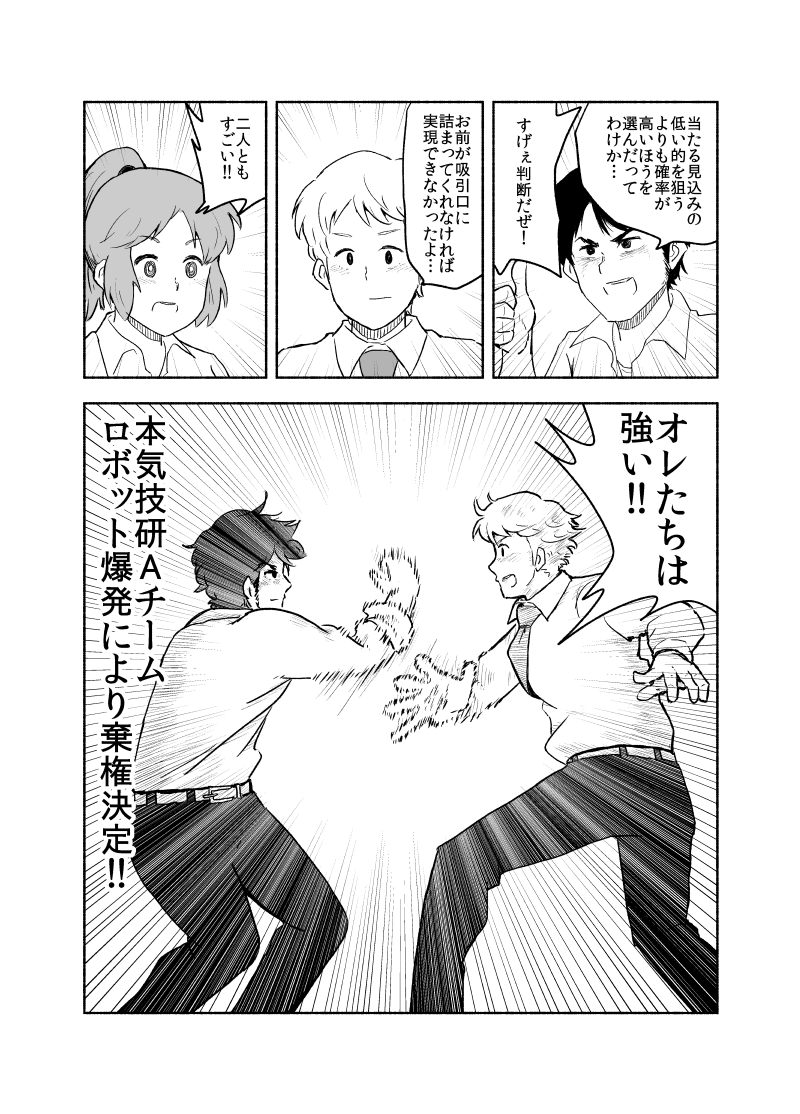 当たる見込みの
低い的を狙う
よりも確率が
高いほうを
選んだって
わけか…
すげぇ判断だぜ！
お前が吸引口に
詰まってくれなければ
実現できなかったよ…
二人とも
すごい!!
オレたちは
強い!!
本気技研Aチーム
ロボット爆発により棄権決定!!